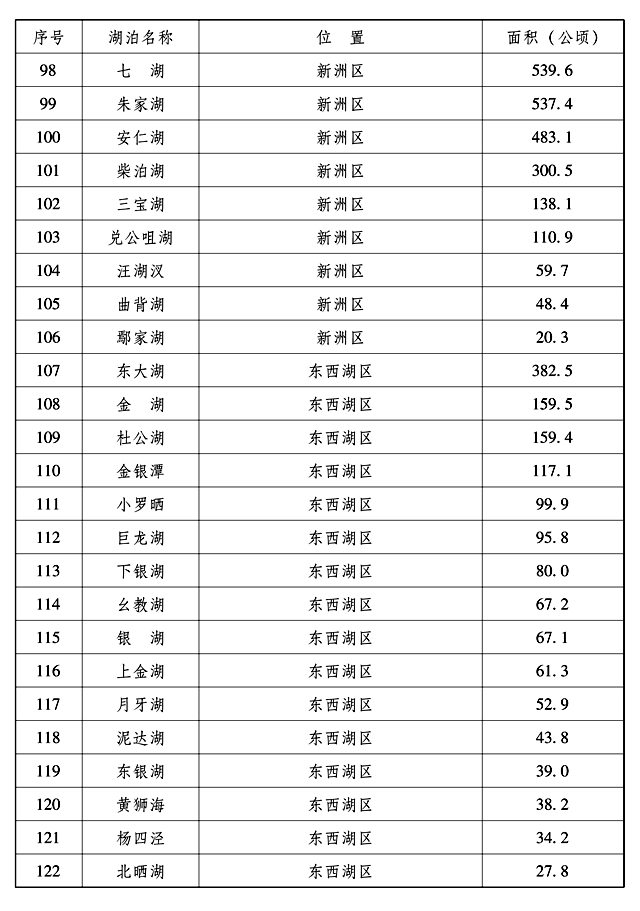 序号 湖泊名称 位 置 面积（公顷）
98 七 湖 新洲区 539.6
99 朱家湖 新洲区 537.4
100 安仁湖 新洲区 483.1
101 柴泊湖 新洲区 300.5
102 三宝湖 新洲区 138.1
103 兑公咀湖 新洲区 110.9
104 汪湖汊 新洲区 59.7
105 曲背湖 新洲区 48.4
106 鄢家湖 新洲区 20.3
107 东大湖 东西湖区 382.5
108 金 湖 东西湖区 159.5
109 杜公湖 东西湖区 159.4
110 金银潭 东西湖区 117.1
111 小罗晒 东西湖区 99.9
112 巨龙湖 东西湖区 95.8
113 下银湖 东西湖区 80.0
114 幺教湖 东西湖区 67.2
115 银 湖 东西湖区 67.1
116 上金湖 东西湖区 61.3
117 月牙湖 东西湖区 52.9
118 泥达湖 东西湖区 43.8
119 东银湖 东西湖区 39.0
120 黄狮海 东西湖区 38.2
121 杨四泾 东西湖区 34.2
122 北晒湖 东西湖区 27.8